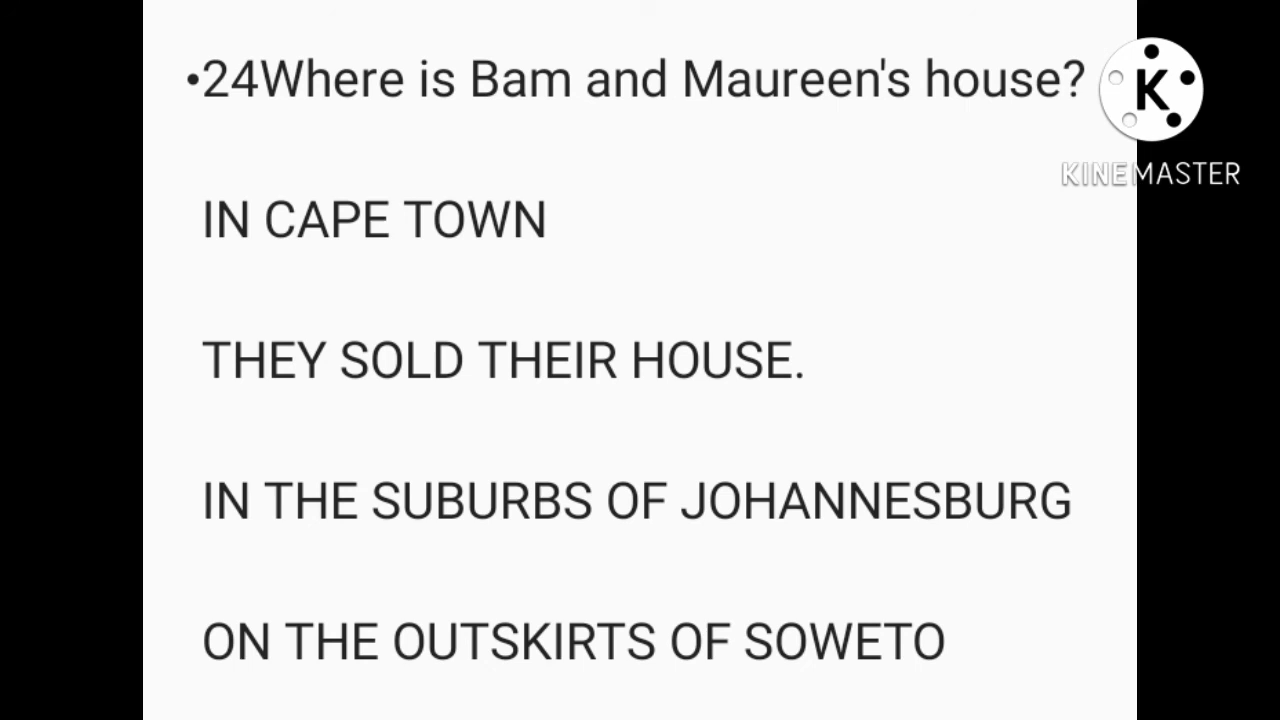 •24Where is Bam and Maureen's house?
K
KINEMASTER
IN CAPE TOWN
THEY SOLD THEIR HOUSE.
IN THE SUBURBS OF JOHANNESBURG
ON THE OUTSKIRTS OF SOWETO